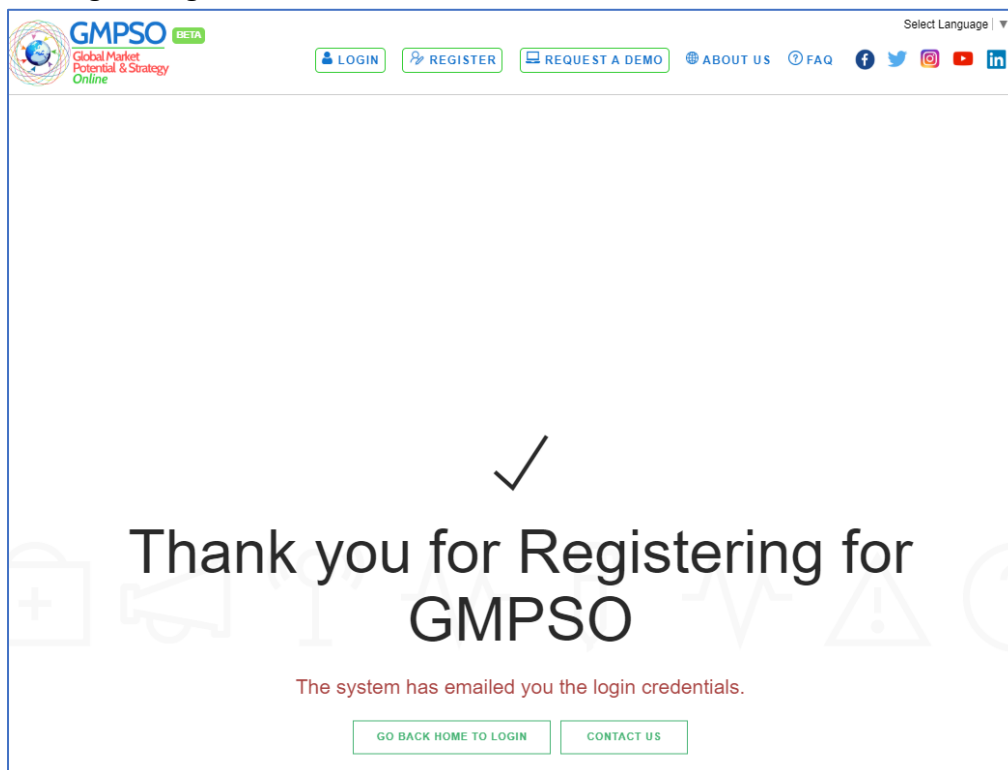 GMPSO BETA
Global Market
Potential & Strategy
Online
Select Language ▼
LOGIN
REGISTER
REQUEST A DEMO
ABOUT US
FAQ
Thank you for Registering for
GMPSO
The system has emailed you the login credentials.
GO BACK HOME TO LOGIN
CONTACT US